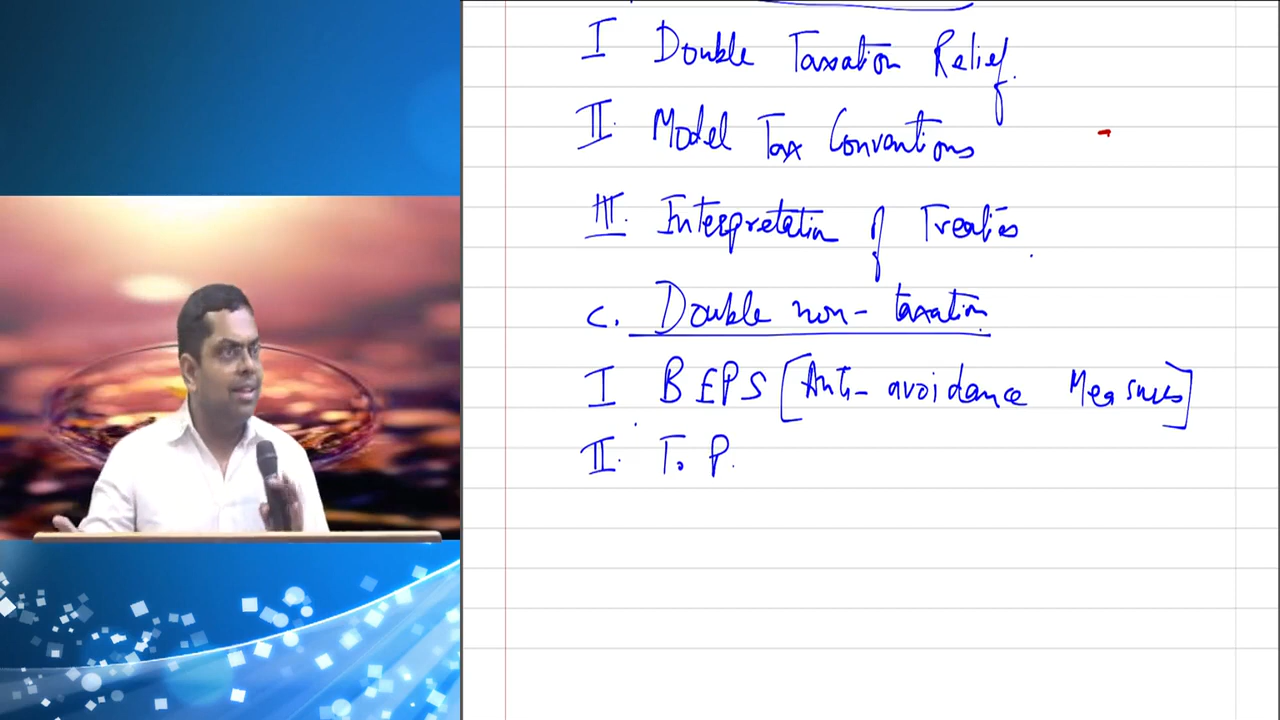 I Double Taxation Relief.
II. Model Tax Conventions
III. Interpretation of Treaties.
C. Double non-taxation
I BEPS [Anti-avoidance Measures]
II. T. P.